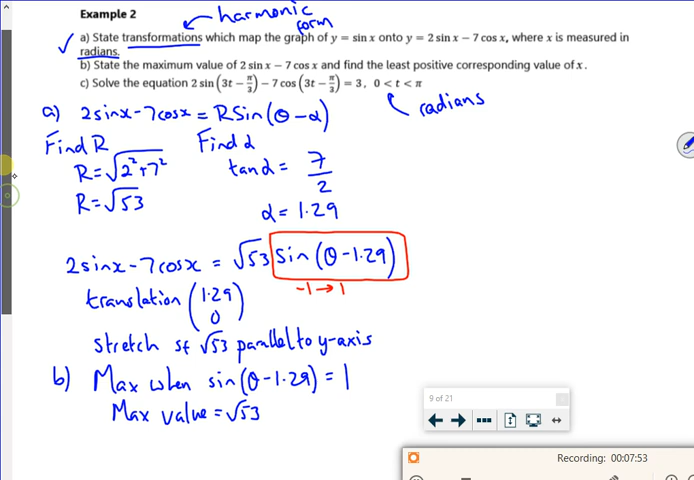 Example 2
harmonic form
a) State transformations which map the graph of y = sin x onto y = 2 sin x − 7 cos x, where x is measured in
radians.
b) State the maximum value of 2 sin x − 7 cos x and find the least positive corresponding value of x.
c) Solve the equation 2 sin (3t − π/3) − 7 cos (3t − π/3) = 3, 0 < t < π
radians
a) 2sinx - 7cosx = R Sin (θ - α)
Find R Find α
R = √2² + 7² tan α = 7/2
R = √53 α = 1.29
2sinx - 7cosx = √53 Sin (θ - 1.29)
-1 → 1
translation (1.29 0)
stretch sf √53 parallel to y-axis
b) Max when sin (θ - 1.29) = 1
Max value = √53
9 of 21
Recording: 00:07:53